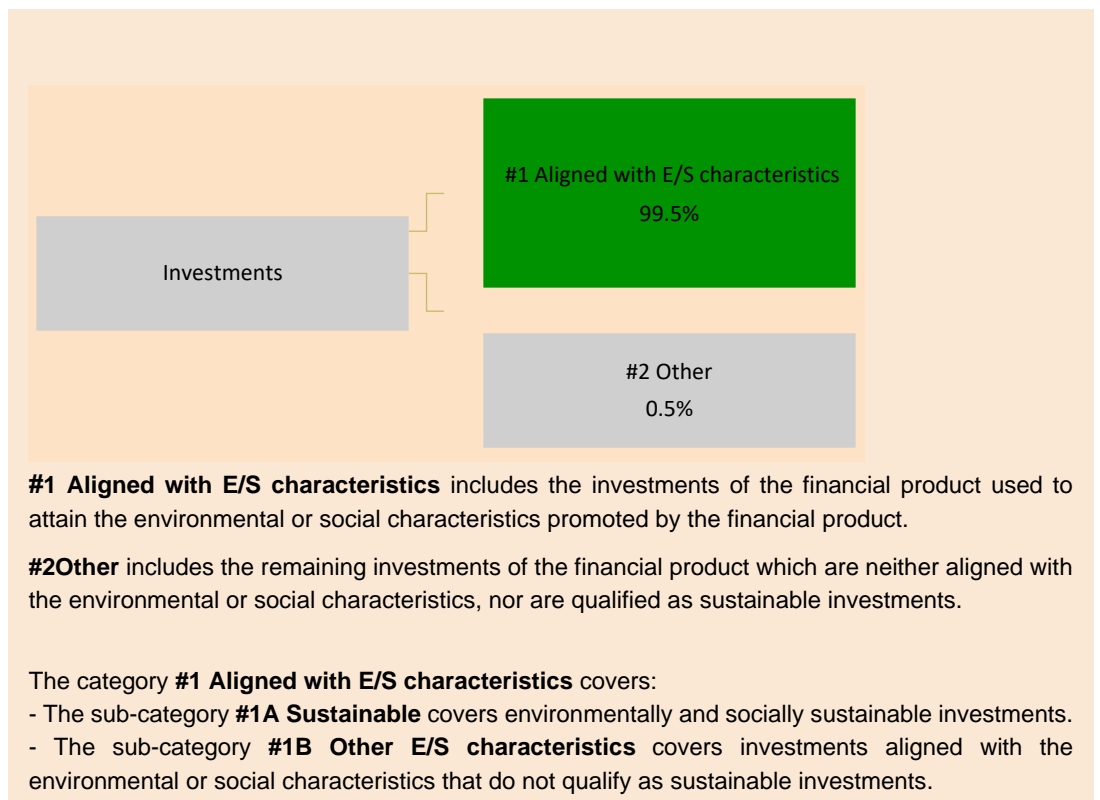 #1 Aligned with E/S characteristics
99.5%
Investments
#2 Other
0.5%
#1 Aligned with E/S characteristics includes the investments of the financial product used to
attain the environmental or social characteristics promoted by the financial product.
#2Other includes the remaining investments of the financial product which are neither aligned with
the environmental or social characteristics, nor are qualified as sustainable investments.
The category #1 Aligned with E/S characteristics covers:
- The sub-category #1A Sustainable covers environmentally and socially sustainable investments.
- The sub-category #1B Other E/S characteristics covers investments aligned with the
environmental or social characteristics that do not qualify as sustainable investments.